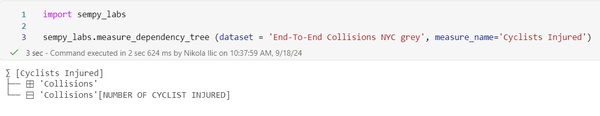 1 import sempy_labs
2
3 sempy_labs.measure_dependency_tree (dataset = 'End-To-End Collisions NYC grey', measure_name='Cyclists Injured')
✓ 3 sec - Command executed in 2 sec 624 ms by Nikola Ilic on 10:37:59 AM, 9/18/24
∑ [Cyclists Injured]
├── ⊞ 'Collisions'
└── ⊟ 'Collisions'[NUMBER OF CYCLIST INJURED]